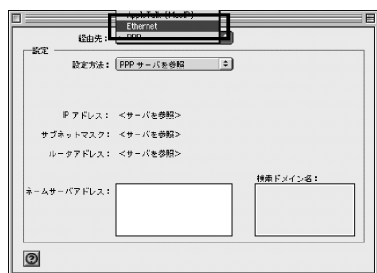 AppleTalk (MacIP)
Ethernet
経由先：
PPP
設定
設定方法： PPP サーバを参照
IP アドレス： <サーバを参照>
サブネットマスク： <サーバを参照>
ルータアドレス： <サーバを参照>
検索ドメイン名：
ネームサーバアドレス：
?